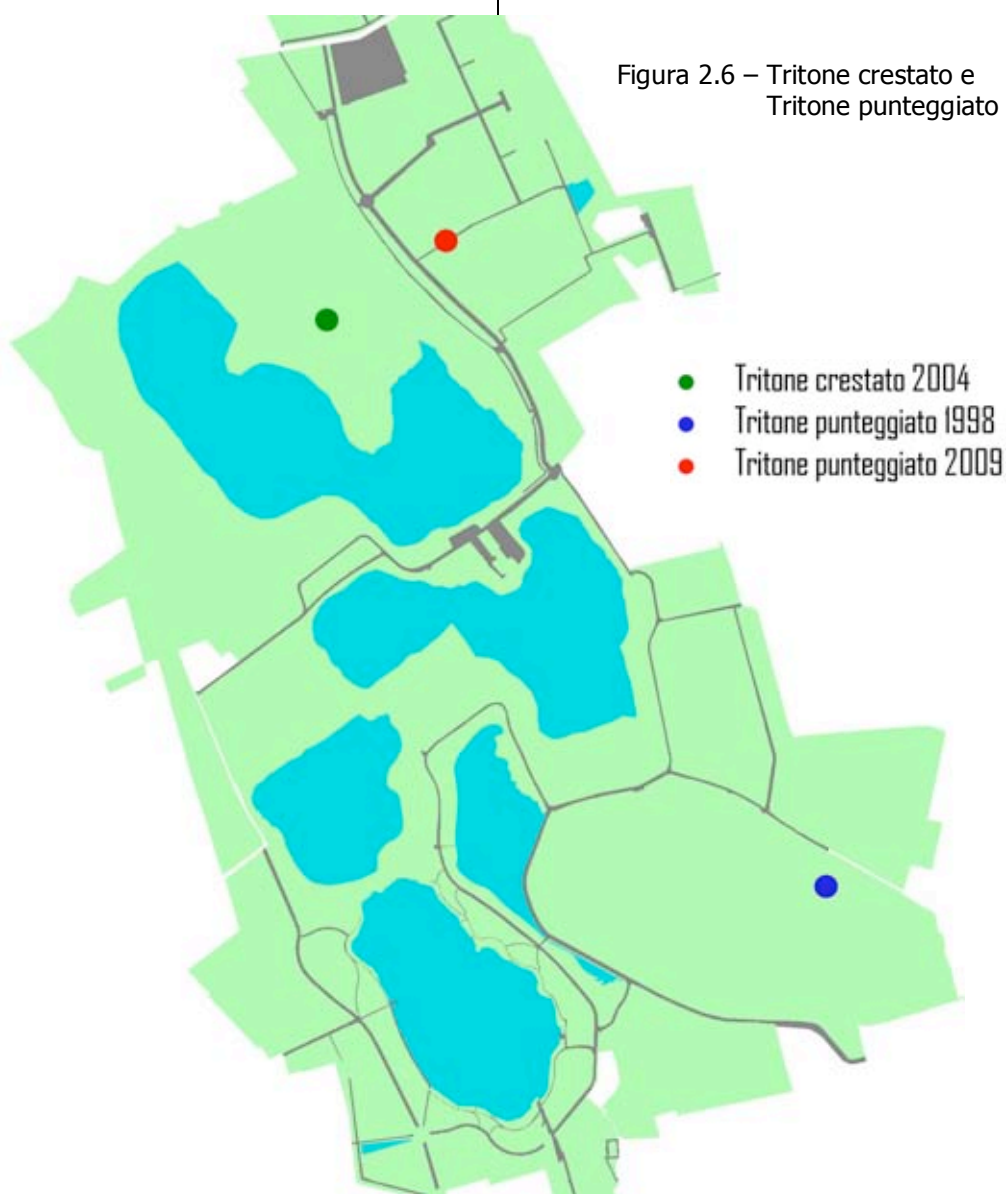 Figura 2.6 – Tritone crestato e
Tritone punteggiato
Tritone crestato 2004
Tritone punteggiato 1998
Tritone punteggiato 2009